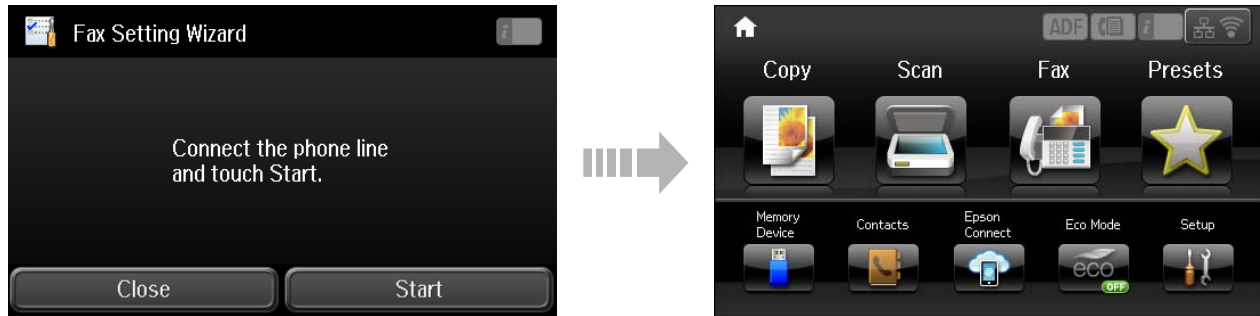 Fax Setting Wizard
i
Connect the phone line
and touch Start.
Close
Start
ADF
i
Copy
Scan
Fax
Presets
Memory
Device
Contacts
Epson
Connect
Eco Mode
Setup
eco
OFF